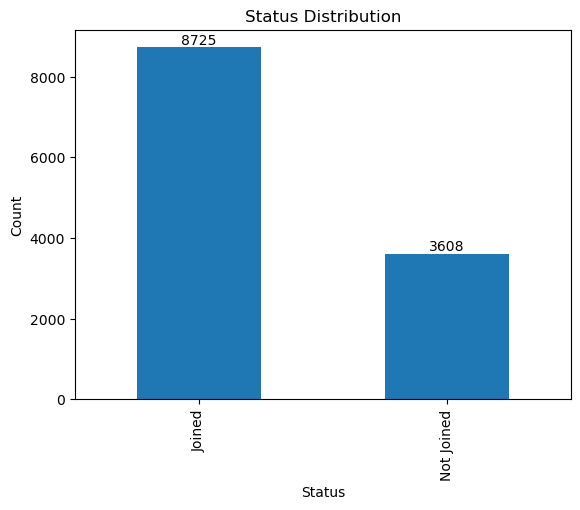 Status Distribution
8725
3608
8000
6000
4000
2000
0
Count
Joined
Not Joined
Status